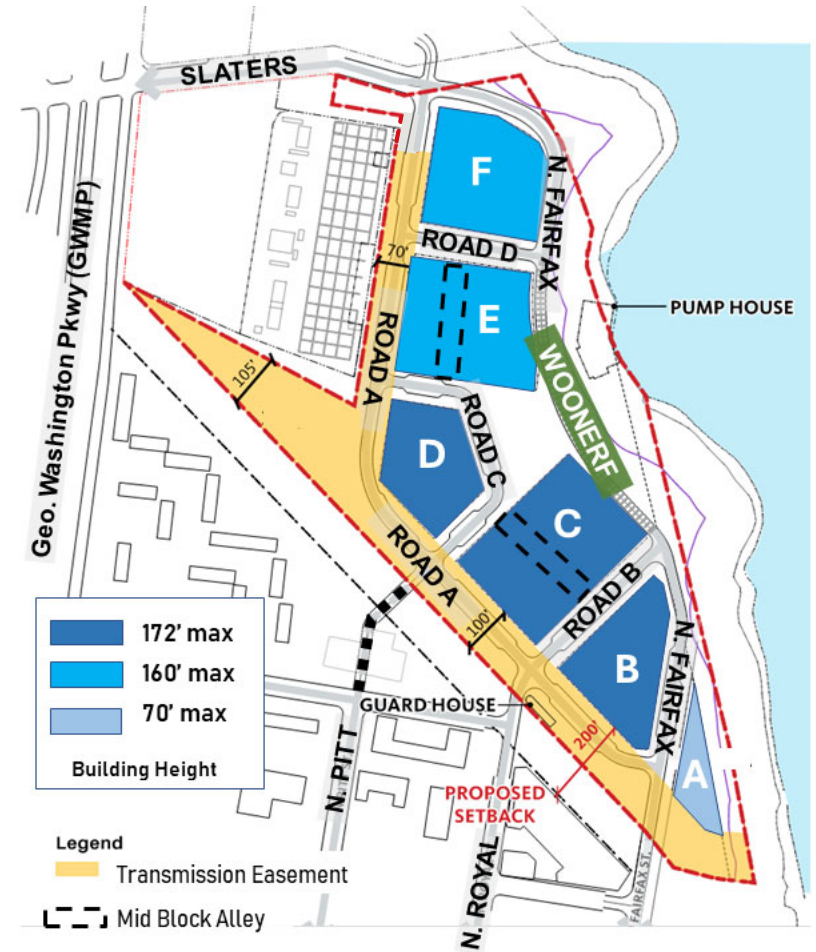 SLATERS
N. FAIRFAX
F
70'
ROAD D
Geo. Washington Pkwy (GWMP)
E
PUMP HOUSE
ROAD A
WOONERF
105'
ROAD C
D
C
ROAD A
ROAD B
100'
N. FAIRFAX
B
172' max
160' max
70' max
Building Height
GUARD HOUSE
200'
A
N. PITT
PROPOSED
SETBACK
N. ROYAL
FAIRFAX ST.
Legend
Transmission Easement
Mid Block Alley